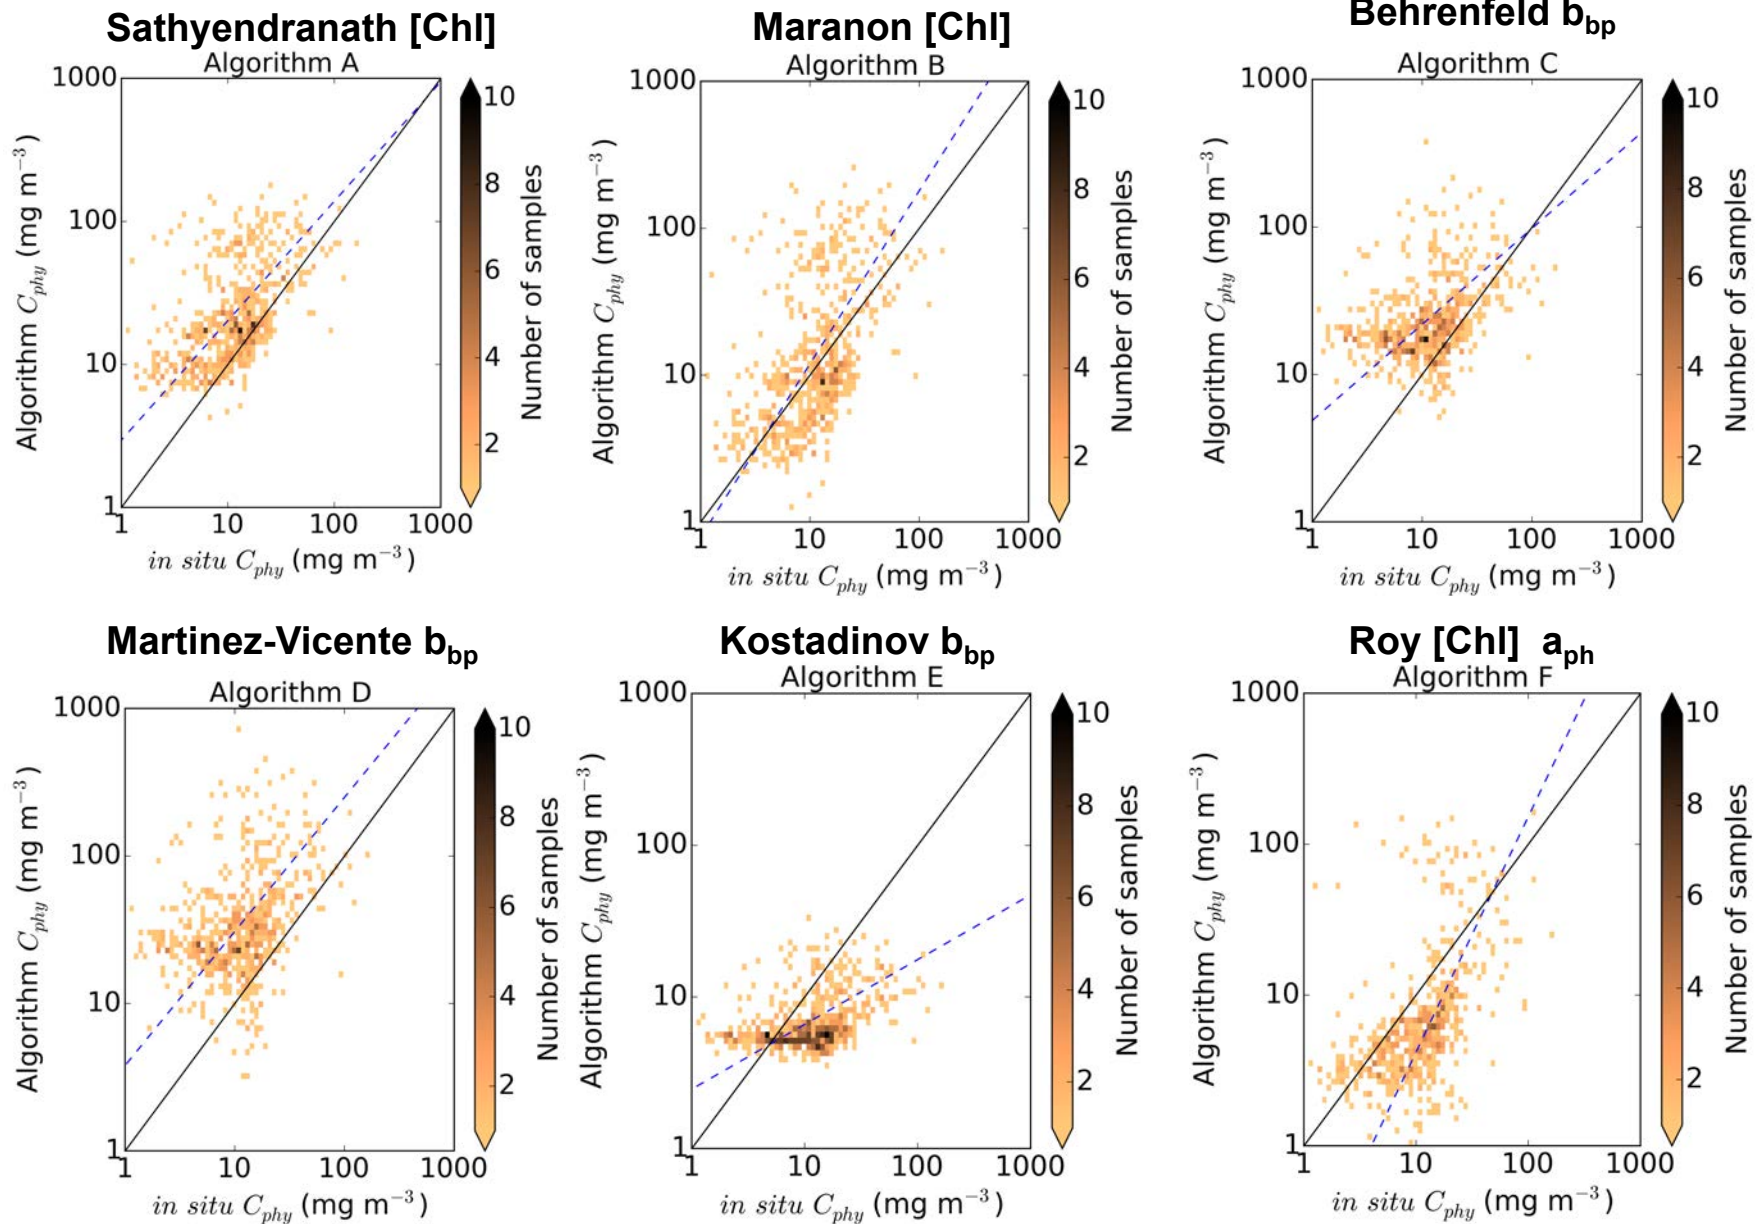 Sathyendranath [Chl]
Algorithm A
1000
100
10
1
1 10 100 1000
Algorithm C_phy (mg m⁻³)
in situ C_phy (mg m⁻³)
10
8
6
4
2
Number of samples
Maranon [Chl]
Algorithm B
1000
100
10
1
1 10 100 1000
Algorithm C_phy (mg m⁻³)
in situ C_phy (mg m⁻³)
10
8
6
4
2
Number of samples
Behrenfeld b_bp
Algorithm C
1000
100
10
1
1 10 100 1000
Algorithm C_phy (mg m⁻³)
in situ C_phy (mg m⁻³)
10
8
6
4
2
Number of samples
Martinez-Vicente b_bp
Algorithm D
1000
100
10
1
1 10 100 1000
Algorithm C_phy (mg m⁻³)
in situ C_phy (mg m⁻³)
10
8
6
4
2
Number of samples
Kostadinov b_bp
Algorithm E
1000
100
10
1
1 10 100 1000
Algorithm C_phy (mg m⁻³)
in situ C_phy (mg m⁻³)
10
8
6
4
2
Number of samples
Roy [Chl] a_ph
Algorithm F
1000
100
10
1
1 10 100 1000
Algorithm C_phy (mg m⁻³)
in situ C_phy (mg m⁻³)
10
8
6
4
2
Number of samples